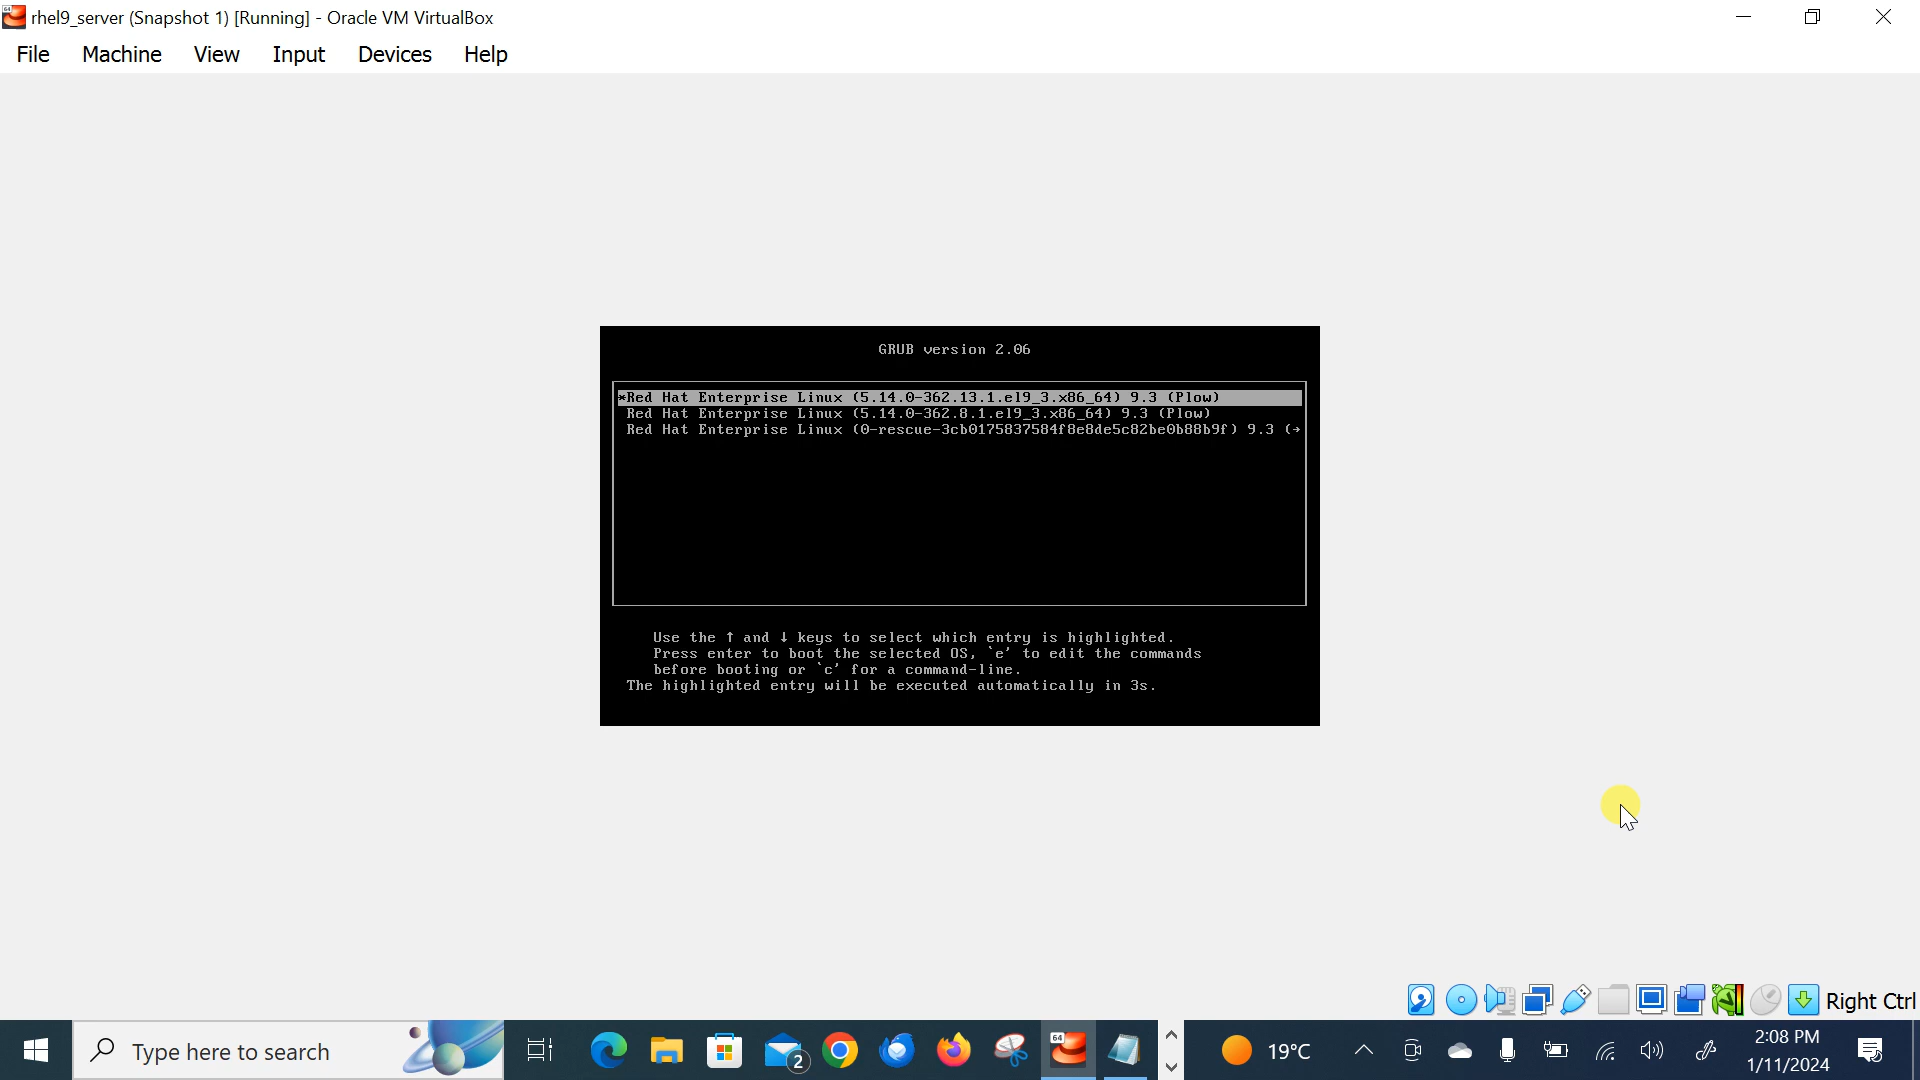 rhel9_server (Snapshot 1) [Running] - Oracle VM VirtualBox
File Machine View Input Devices Help
GRUB version 2.06
*Red Hat Enterprise Linux (5.14.0-362.13.1.el9_3.x86_64) 9.3 (Plow)
Red Hat Enterprise Linux (5.14.0-362.8.1.el9_3.x86_64) 9.3 (Plow)
Red Hat Enterprise Linux (0-rescue-3cb0175837584f8e8de5c82be0b88b9f) 9.3 (→
Use the ↑ and ↓ keys to select which entry is highlighted.
Press enter to boot the selected OS, `e' to edit the commands
before booting or `c' for a command-line.
The highlighted entry will be executed automatically in 3s.
Right Ctrl
Type here to search
2
64
19°C
2:08 PM
1/11/2024